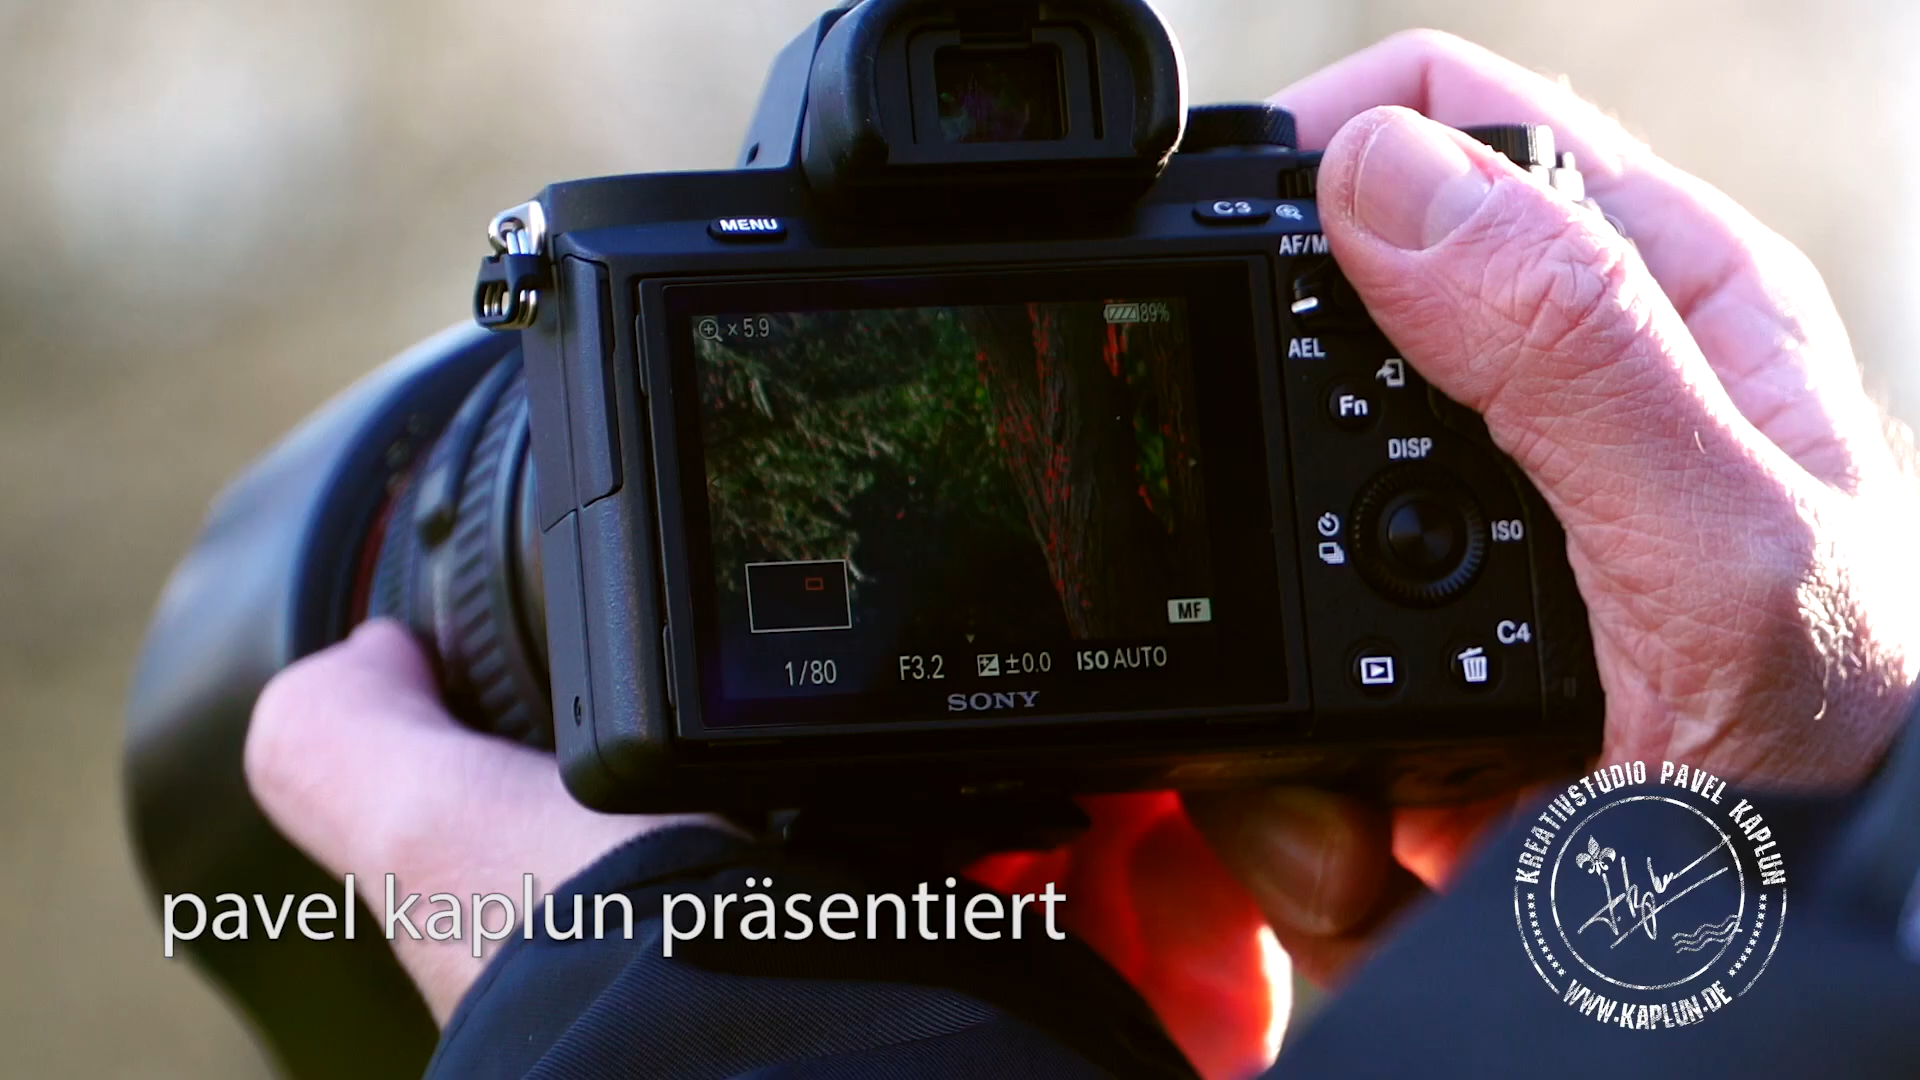 MENU
C3
AF/M
× 5.9
89%
AEL
Fn
DISP
ISO
MF
C4
1/80 F3.2 ±0.0 ISO AUTO
SONY
KREATIVSTUDIO PAVEL KAPLUN
pavel kaplun präsentiert
WWW.KAPLUN.DE